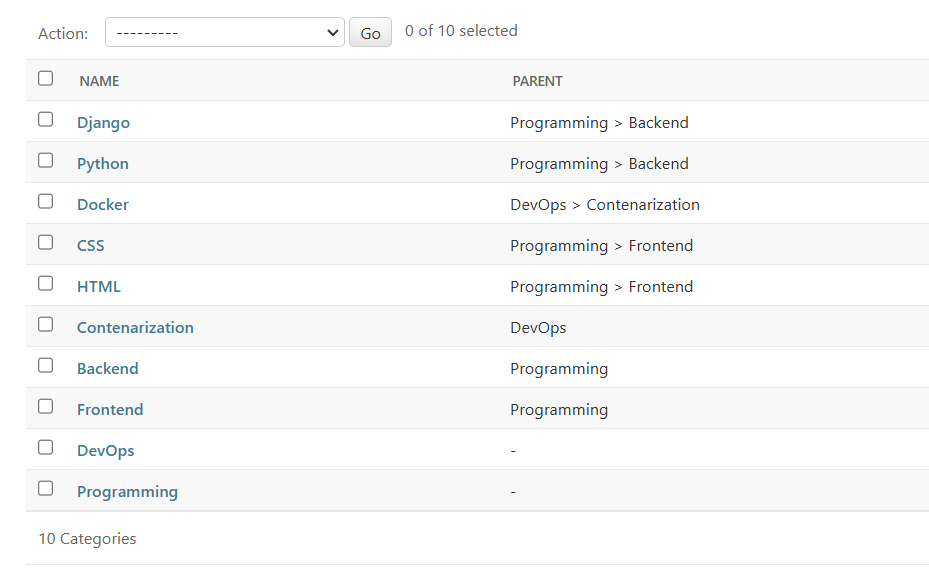 Action: --------- Go 0 of 10 selected
NAME PARENT
Django Programming > Backend
Python Programming > Backend
Docker DevOps > Contenarization
CSS Programming > Frontend
HTML Programming > Frontend
Contenarization DevOps
Backend Programming
Frontend Programming
DevOps -
Programming -
10 Categories